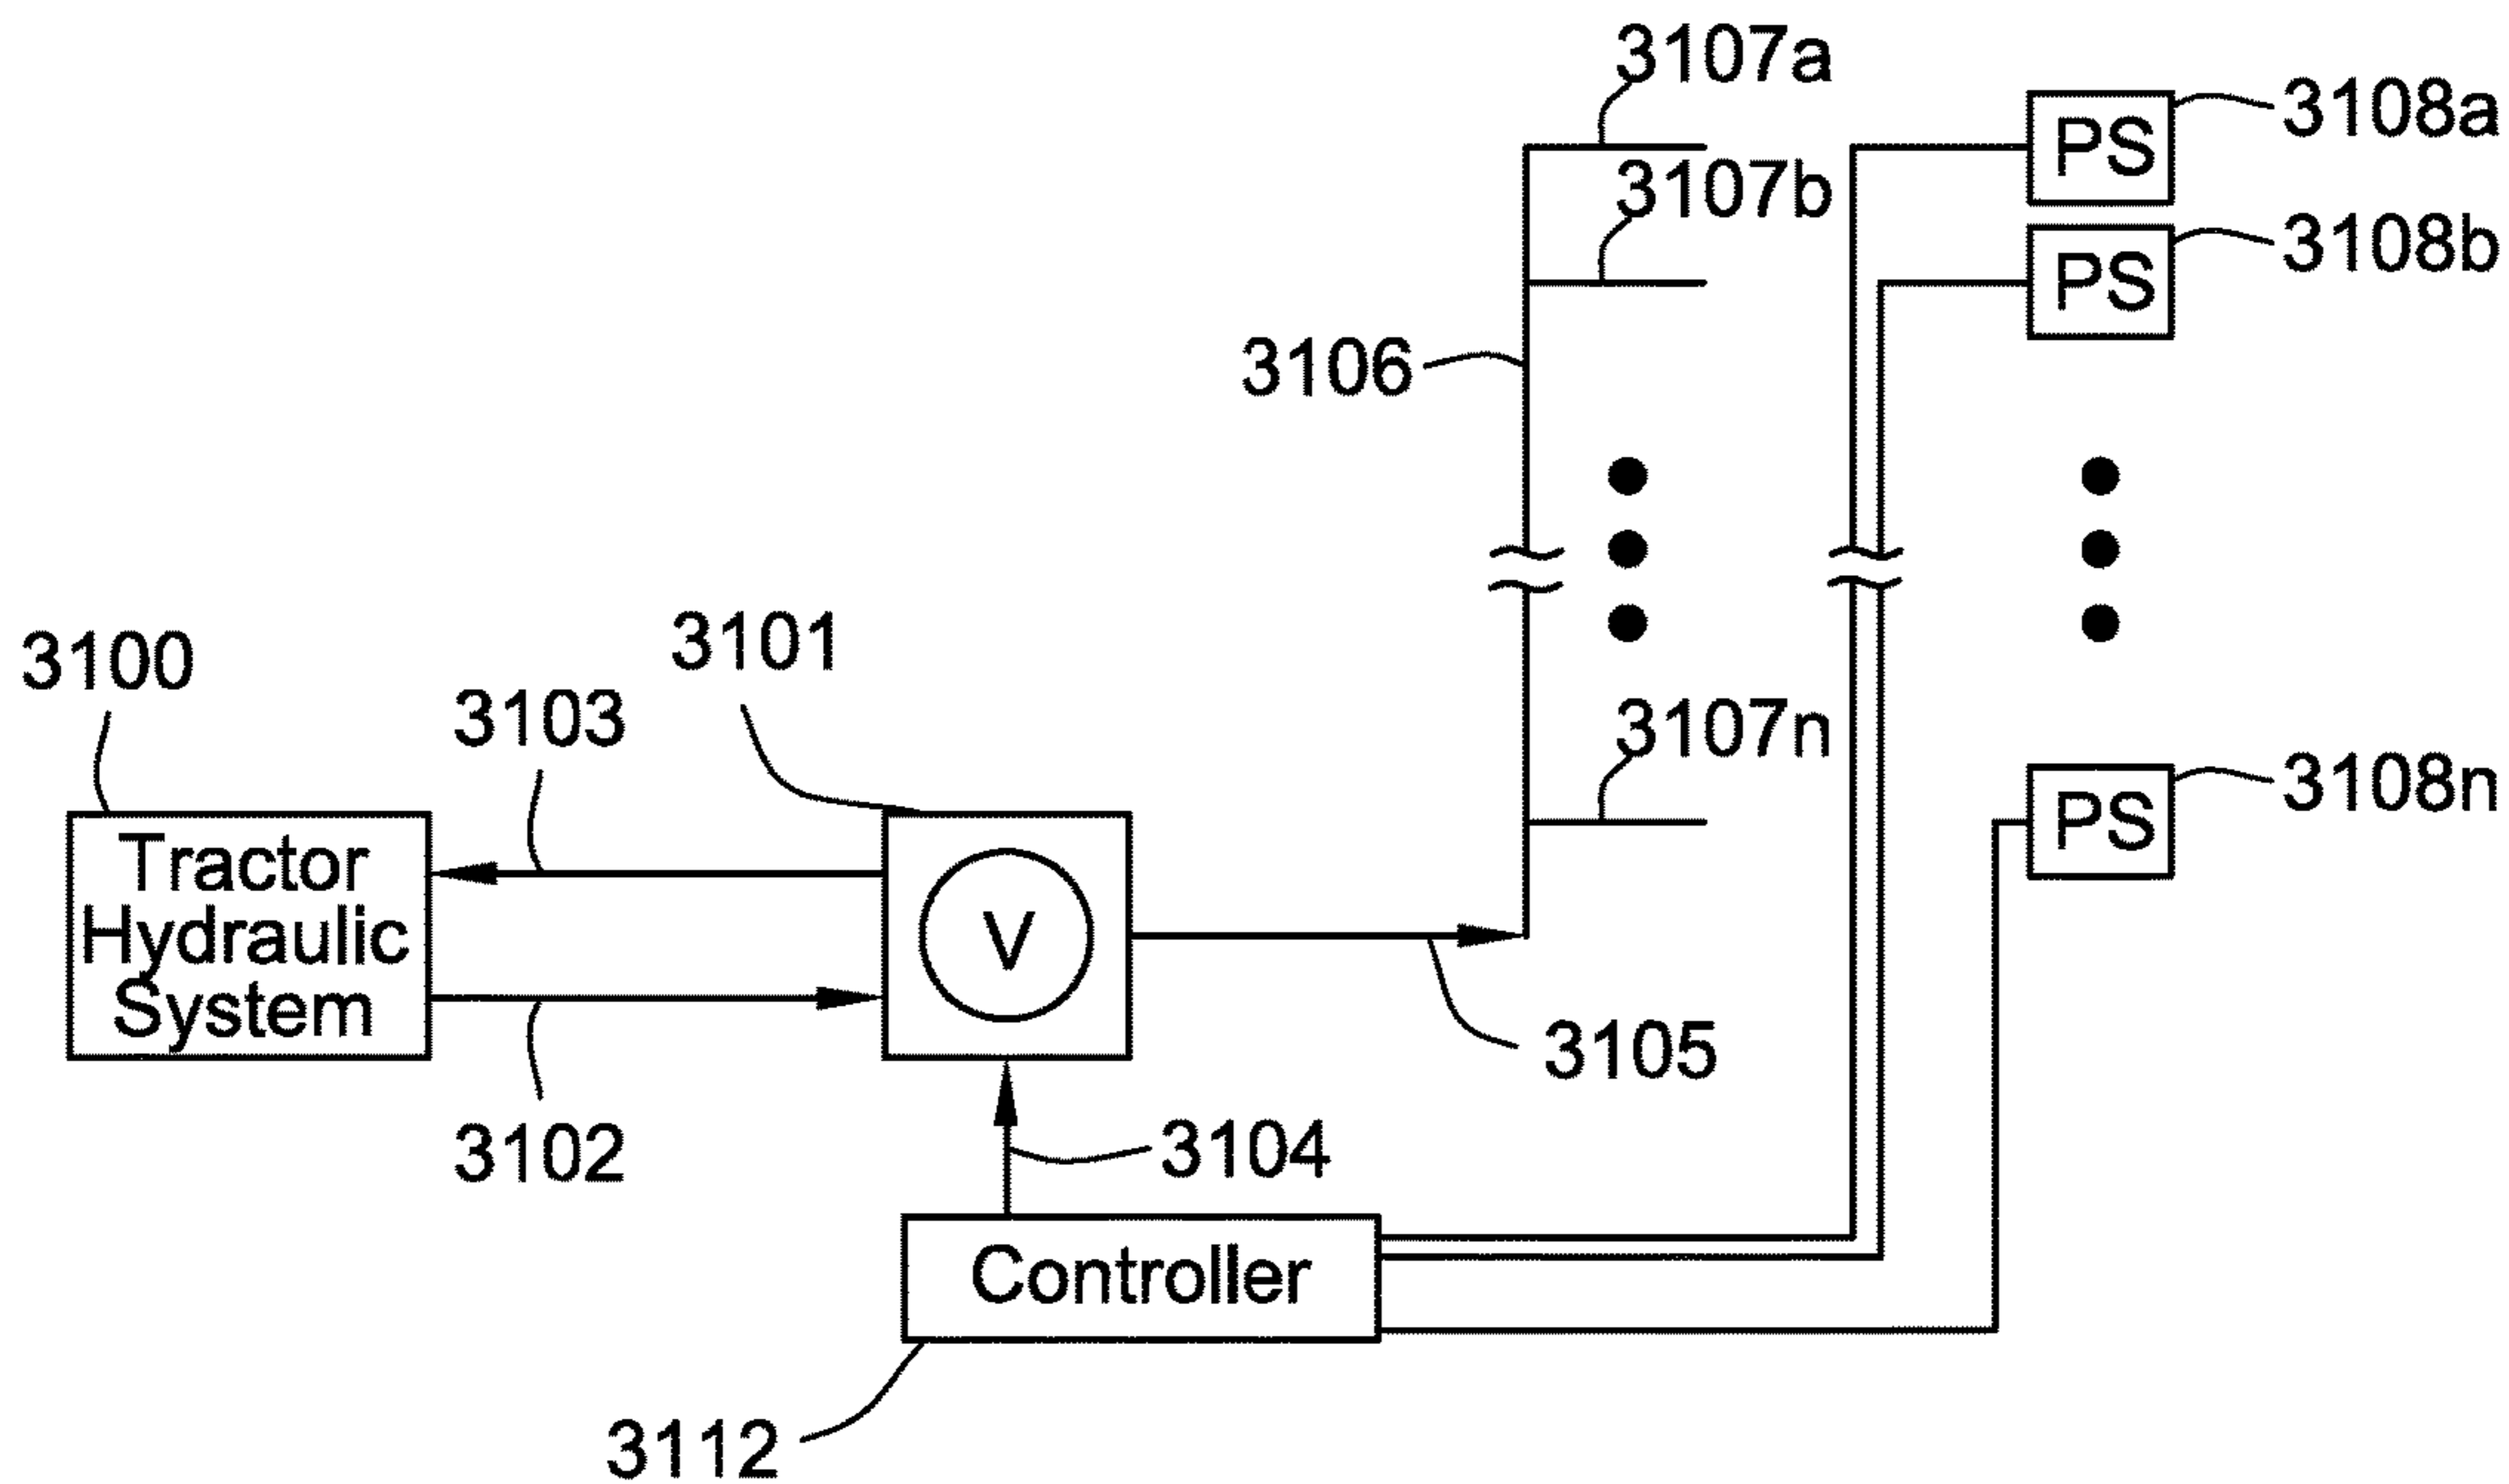 3107a
PS
3108a
3107b
PS
3108b
3106
3100
3103
3101
3107n
PS
3108n
Tractor
Hydraulic
System
V
3105
3102
3104
Controller
3112